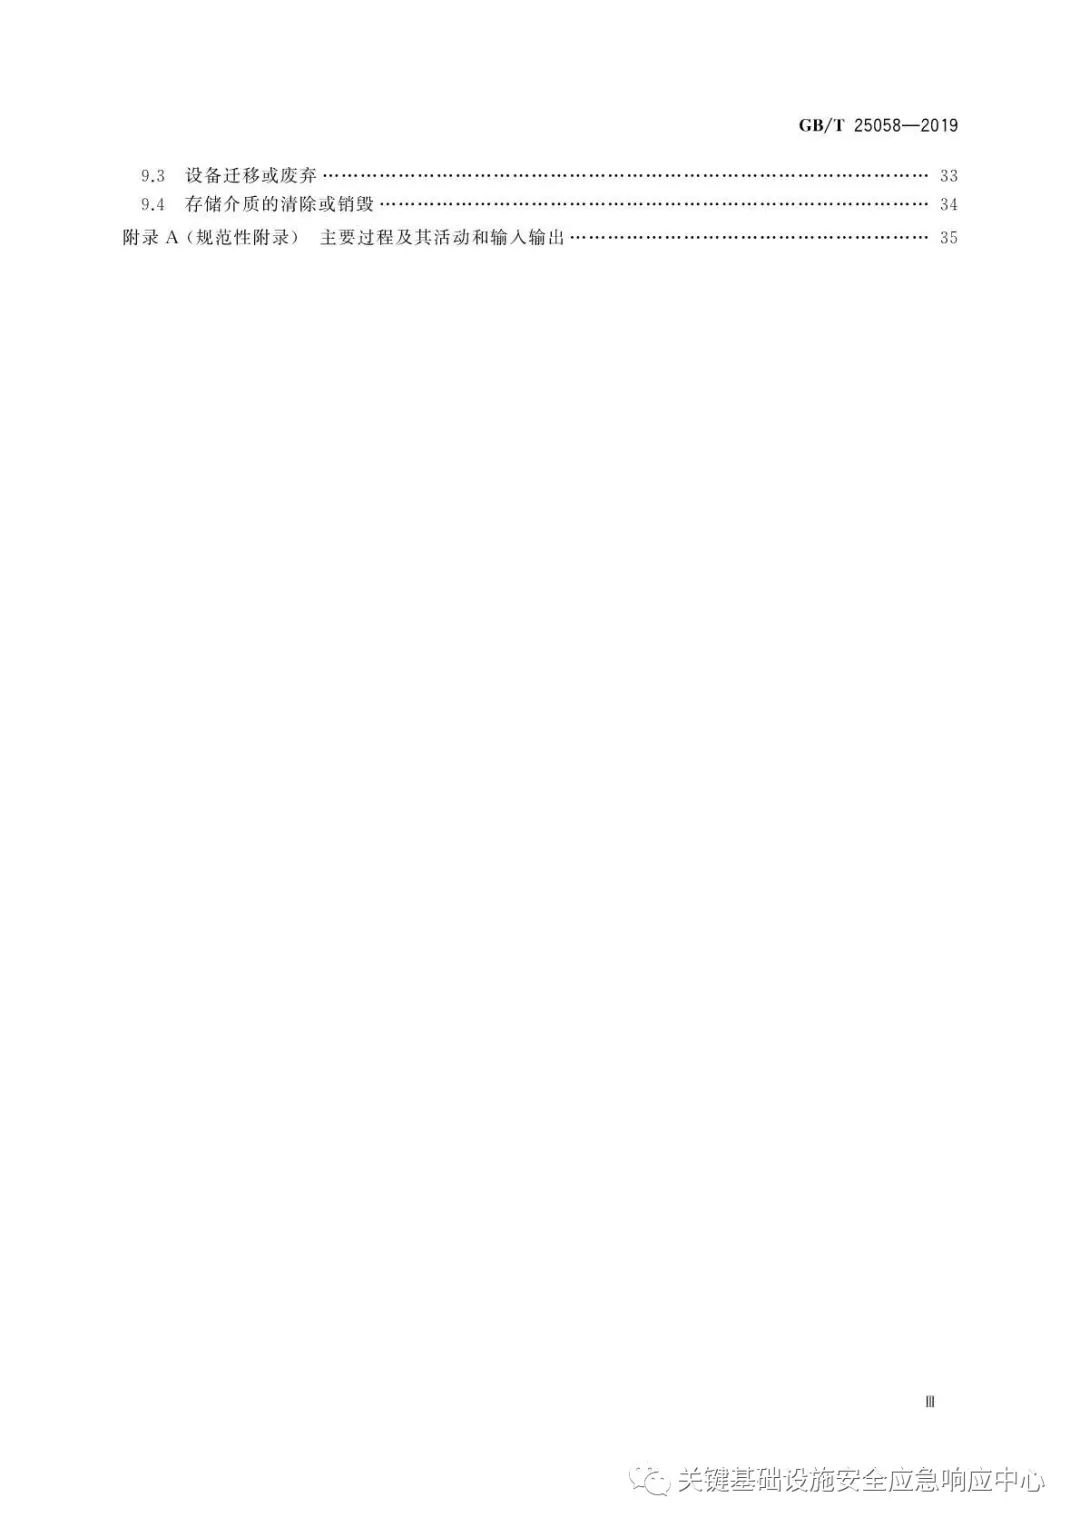 GB/T 25058—2019
9.3 设备迁移或废弃 …………………………………………………………………………………… 33
9.4 存储介质的清除或销毁 …………………………………………………………………………… 34
附录 A（规范性附录） 主要过程及其活动和输入输出 ………………………………………………… 35
Ⅲ
关键基础设施安全应急响应中心